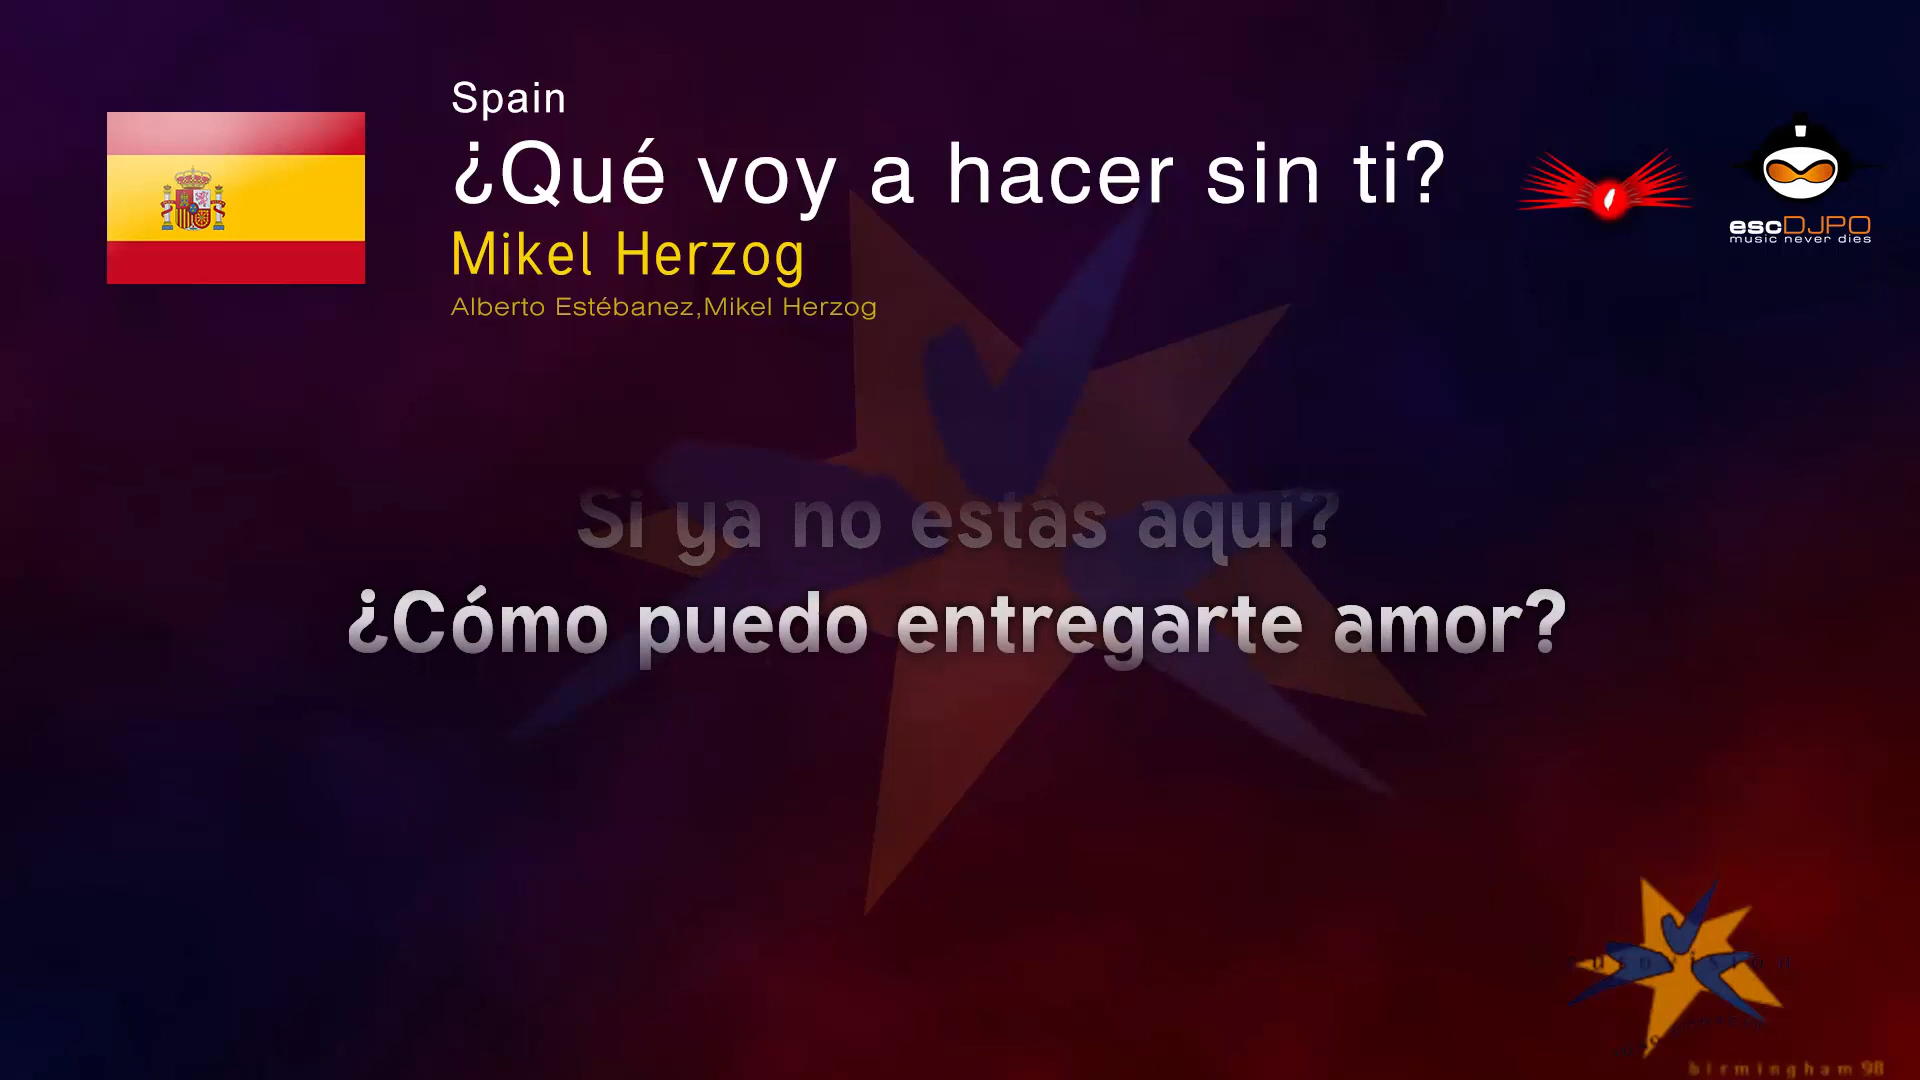 Spain
¿Qué voy a hacer sin ti?
Mikel Herzog
Alberto Estébanez,Mikel Herzog
escDJPO
music never dies
Si ya no estás aquí?
¿Cómo puedo entregarte amor?
birmingham 98